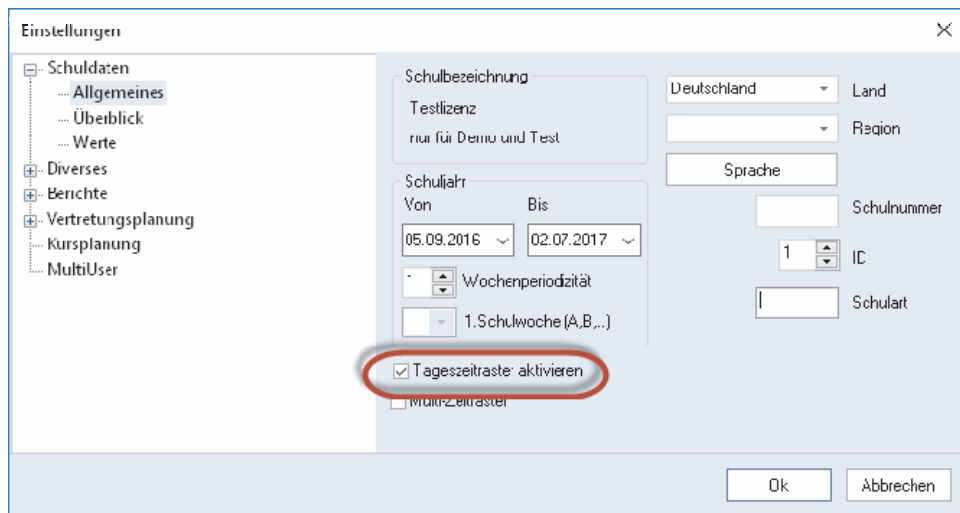 Einstellungen
Schuldaten
Allgemeines
Überblick
Werte
Diverses
Berichte
Vertretungsplanung
Kursplanung
MultiUser
Schulbezeichnung
Testlizenz
nur für Demo und Test
Schuljahr
Von Bis
05.09.2016 02.07.2017
Wochenperiodizität
1.Schulwoche (A,B,..)
Tageszeitraster aktivieren
Multi-Zeitraster
Deutschland Land
Region
Sprache
Schulnummer
1 ID
Schulart
Ok Abbrechen